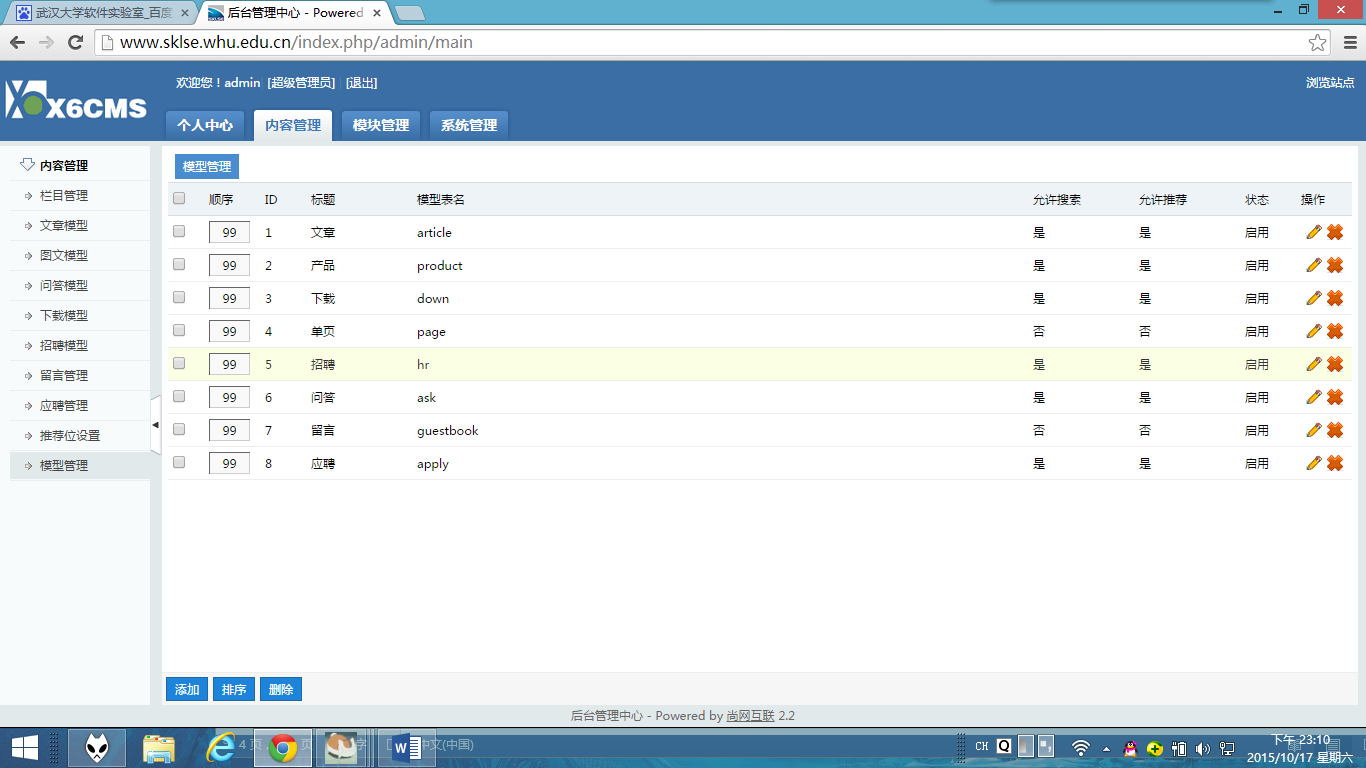 武汉大学软件实验室_百度
后台管理中心 - Powered
www.sklse.whu.edu.cn/index.php/admin/main
X6CMS
欢迎您！admin [超级管理员] [退出]
浏览站点
个人中心 内容管理 模块管理 系统管理
内容管理
栏目管理
文章模型
图文模型
问答模型
下载模型
招聘模型
留言管理
应聘管理
推荐位设置
模型管理
模型管理
顺序 ID 标题 模型表名 允许搜索 允许推荐 状态 操作
99 1 文章 article 是 是 启用
99 2 产品 product 是 是 启用
99 3 下载 down 是 是 启用
99 4 单页 page 否 否 启用
99 5 招聘 hr 是 是 启用
99 6 问答 ask 是 是 启用
99 7 留言 guestbook 否 否 启用
99 8 应聘 apply 是 是 启用
添加 排序 删除
后台管理中心 - Powered by 尚网互联 2.2
CH
下午 23:10
2015/10/17 星期六